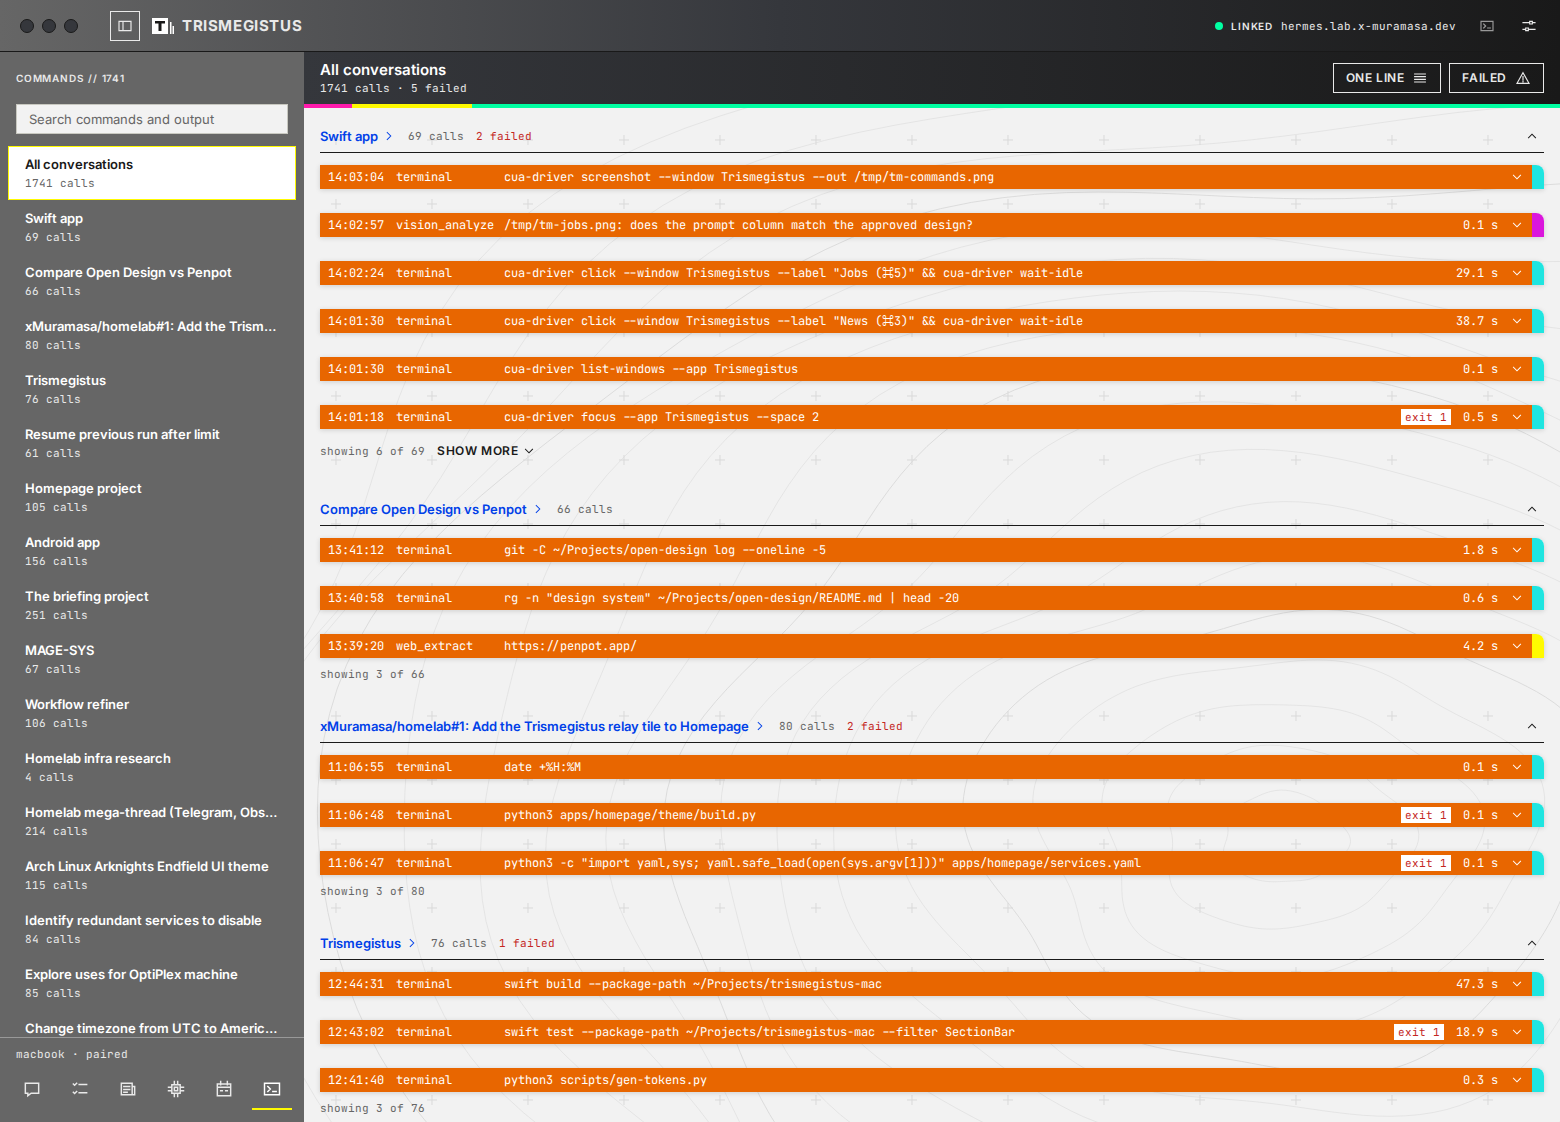 TRISMEGISTUS
LINKED hermes.lab.x-muramasa.dev
COMMANDS // 1741
Search commands and output
All conversations
1741 calls
Swift app
69 calls
Compare Open Design vs Penpot
66 calls
xMuramasa/homelab#1: Add the Trism...
80 calls
Trismegistus
76 calls
Resume previous run after limit
61 calls
Homepage project
105 calls
Android app
156 calls
The briefing project
251 calls
MAGE-SYS
67 calls
Workflow refiner
106 calls
Homelab infra research
4 calls
Homelab mega-thread (Telegram, Obs...
214 calls
Arch Linux Arknights Endfield UI theme
115 calls
Identify redundant services to disable
84 calls
Explore uses for OptiPlex machine
85 calls
Change timezone from UTC to Americ...
macbook · paired
All conversations
1741 calls · 5 failed
ONE LINE
FAILED
Swift app 69 calls 2 failed
14:03:04 terminal cua-driver screenshot --window Trismegistus --out /tmp/tm-commands.png
14:02:57 vision_analyze /tmp/tm-jobs.png: does the prompt column match the approved design? 0.1 s
14:02:24 terminal cua-driver click --window Trismegistus --label "Jobs (⌘5)" && cua-driver wait-idle 29.1 s
14:01:30 terminal cua-driver click --window Trismegistus --label "News (⌘3)" && cua-driver wait-idle 38.7 s
14:01:30 terminal cua-driver list-windows --app Trismegistus 0.1 s
14:01:18 terminal cua-driver focus --app Trismegistus --space 2 exit 1 0.5 s
showing 6 of 69 SHOW MORE
Compare Open Design vs Penpot 66 calls
13:41:12 terminal git -C ~/Projects/open-design log --oneline -5 1.8 s
13:40:58 terminal rg -n "design system" ~/Projects/open-design/README.md | head -20 0.6 s
13:39:20 web_extract https://penpot.app/ 4.2 s
showing 3 of 66
xMuramasa/homelab#1: Add the Trismegistus relay tile to Homepage 80 calls 2 failed
11:06:55 terminal date +%H:%M 0.1 s
11:06:48 terminal python3 apps/homepage/theme/build.py exit 1 0.1 s
11:06:47 terminal python3 -c "import yaml,sys; yaml.safe_load(open(sys.argv[1]))" apps/homepage/services.yaml exit 1 0.1 s
showing 3 of 80
Trismegistus 76 calls 1 failed
12:44:31 terminal swift build --package-path ~/Projects/trismegistus-mac 47.3 s
12:43:02 terminal swift test --package-path ~/Projects/trismegistus-mac --filter SectionBar exit 1 18.9 s
12:41:40 terminal python3 scripts/gen-tokens.py 0.3 s
showing 3 of 76